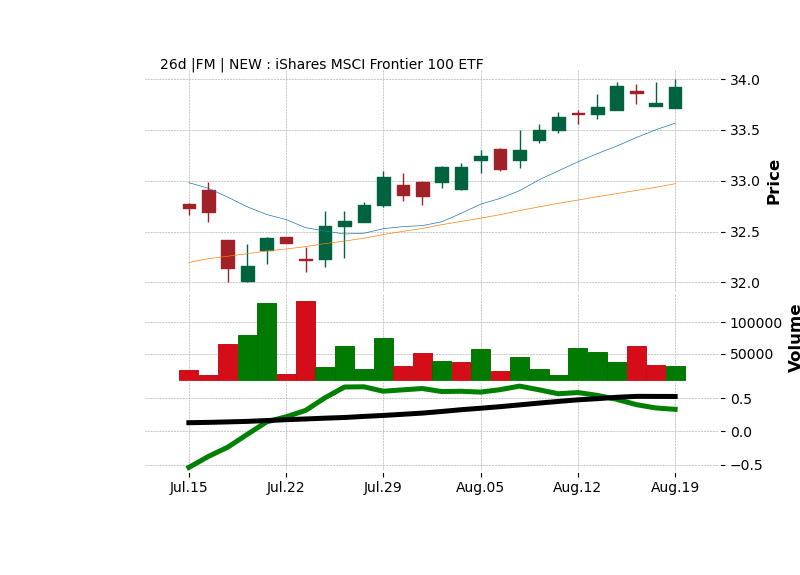 26d |FM | NEW : iShares MSCI Frontier 100 ETF
34.0
33.5
33.0
32.5
32.0
Price
100000
50000
Volume
0.5
0.0
−0.5
Jul.15 Jul.22 Jul.29 Aug.05 Aug.12 Aug.19